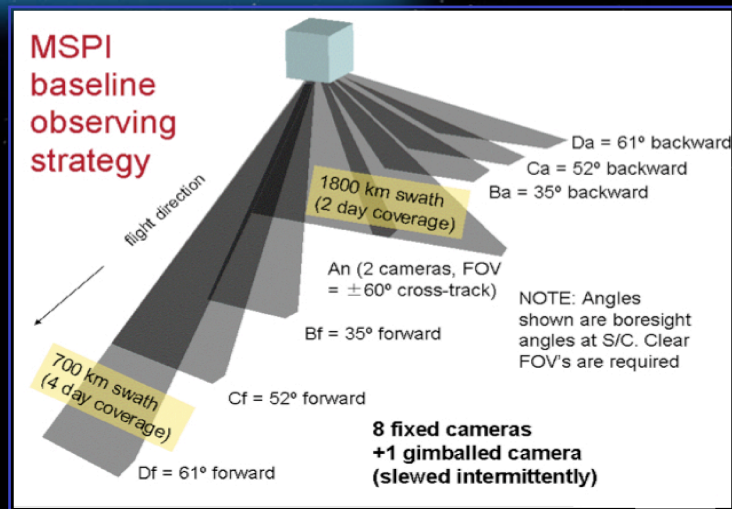 MSPI
baseline
observing
strategy
flight direction
1800 km swath
(2 day coverage)
Da = 61º backward
Ca = 52º backward
Ba = 35º backward
An (2 cameras, FOV
= ±60º cross-track)
NOTE: Angles
shown are boresight
angles at S/C. Clear
FOV's are required
Bf = 35º forward
700 km swath
(4 day coverage)
Cf = 52º forward
Df = 61º forward
8 fixed cameras
+1 gimballed camera
(slewed intermittently)